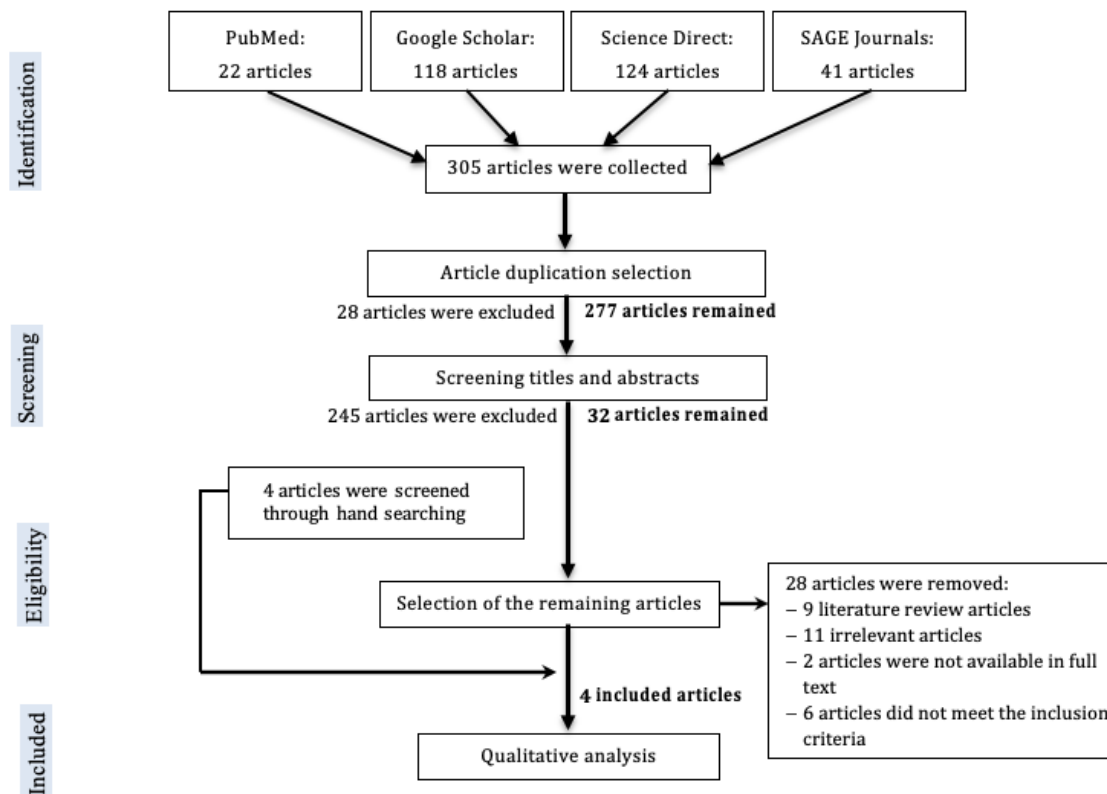 Identification
PubMed:
22 articles
Google Scholar:
118 articles
Science Direct:
124 articles
SAGE Journals:
41 articles
305 articles were collected
Article duplication selection
28 articles were excluded
277 articles remained
Screening
Screening titles and abstracts
245 articles were excluded
32 articles remained
4 articles were screened
through hand searching
Eligibility
Selection of the remaining articles
28 articles were removed:
– 9 literature review articles
– 11 irrelevant articles
– 2 articles were not available in full
text
– 6 articles did not meet the inclusion
criteria
4 included articles
Included
Qualitative analysis